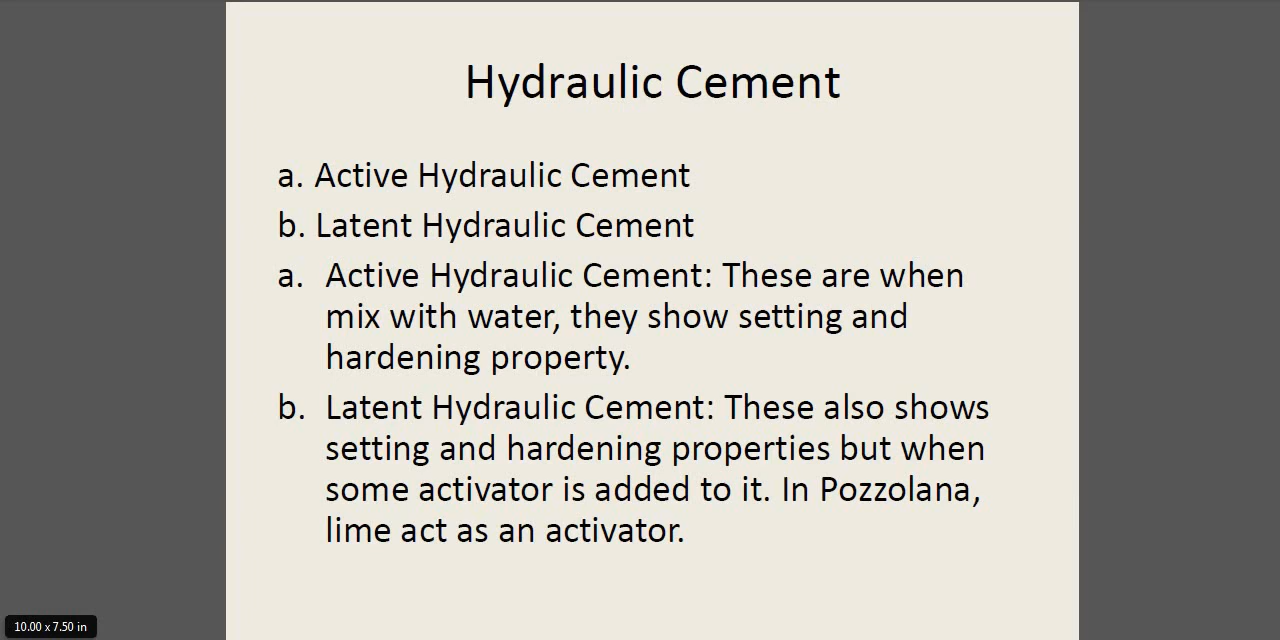 Hydraulic Cement
a. Active Hydraulic Cement
b. Latent Hydraulic Cement
a. Active Hydraulic Cement: These are when
mix with water, they show setting and
hardening property.
b. Latent Hydraulic Cement: These also shows
setting and hardening properties but when
some activator is added to it. In Pozzolana,
lime act as an activator.
10.00 x 7.50 in